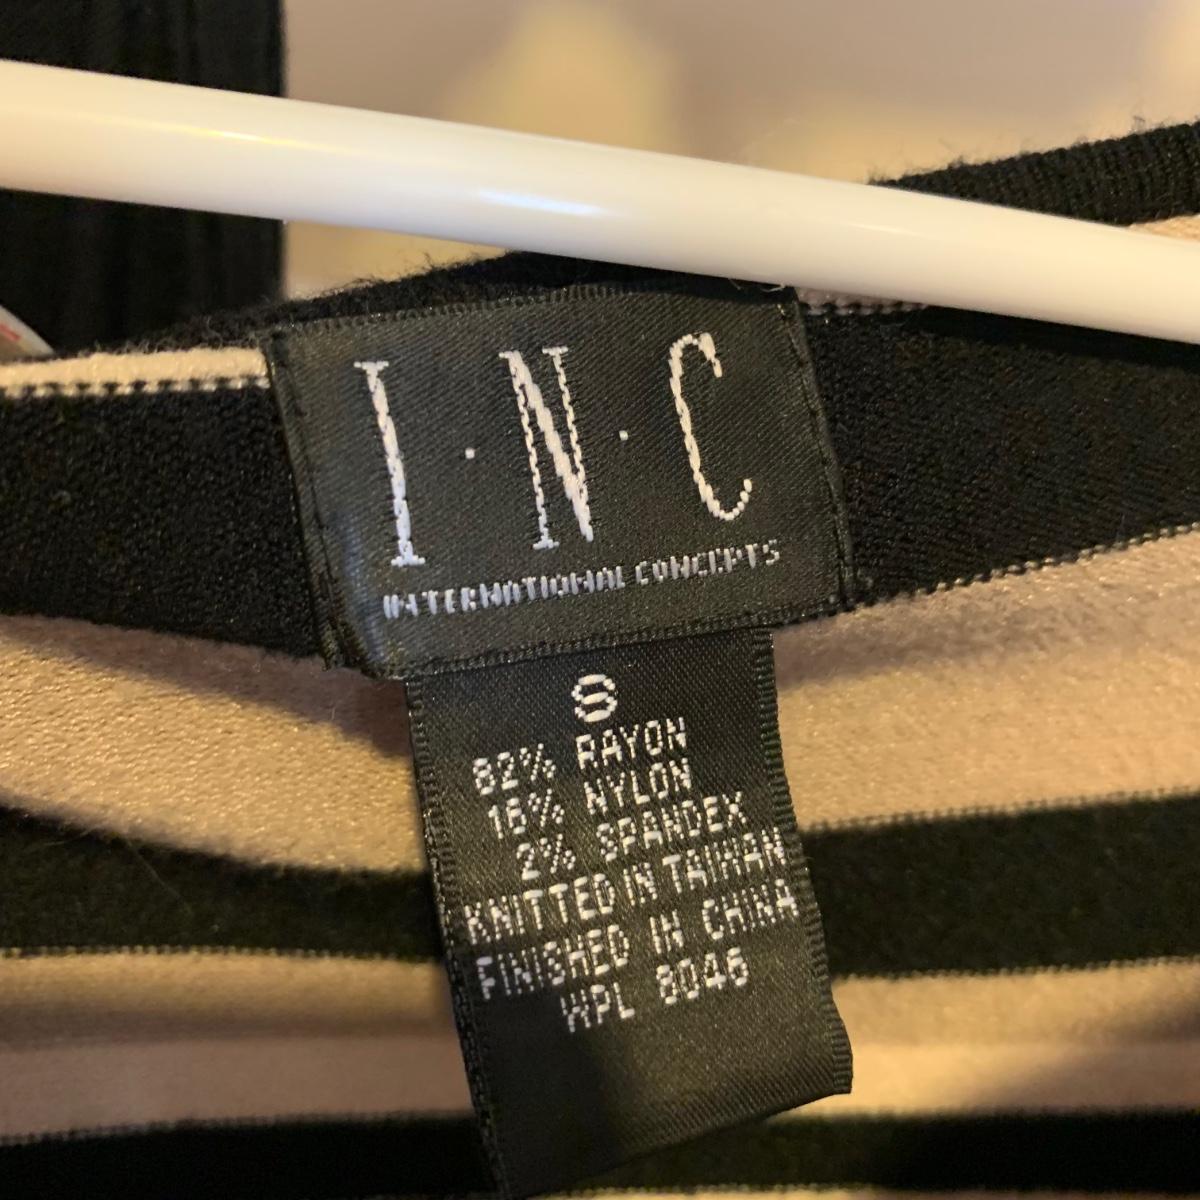 I·N·C
INTERNATIONAL CONCEPTS
S
82% RAYON
16% NYLON
2% SPANDEX
KNITTED IN TAIWAN
FINISHED IN CHINA
WPL 8046